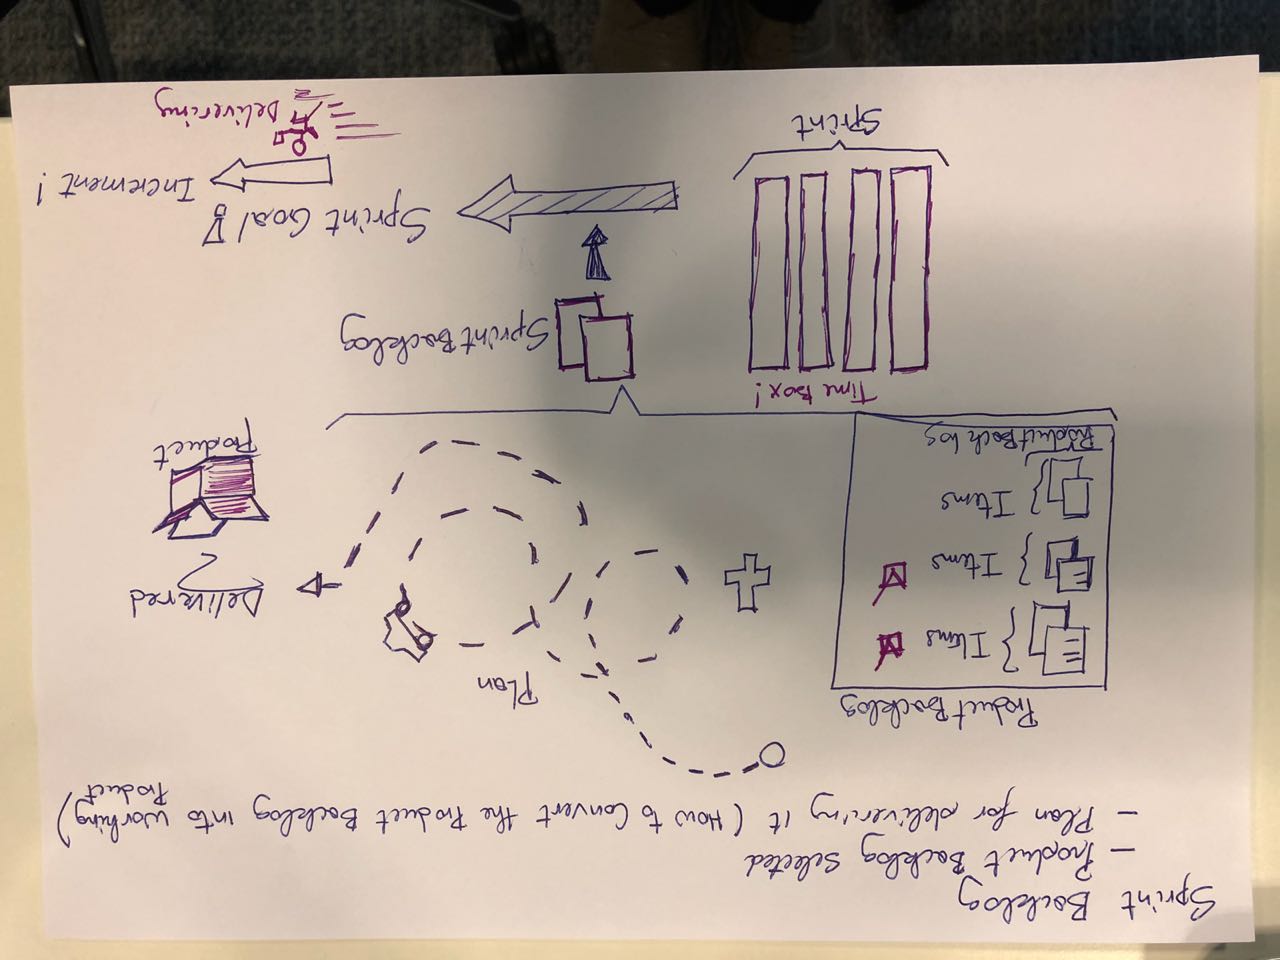 Sprint Backlog
– Product Backlog Selected
– Plan for delivering it (How to Convert the Product Backlog into working Product)
Product Backlog
Items
Items
Items
Product Backlog
Plan
Delivered
Product
Time Box!
Sprint
Sprint Backlog
Sprint Goal!
Increment!
Delivering